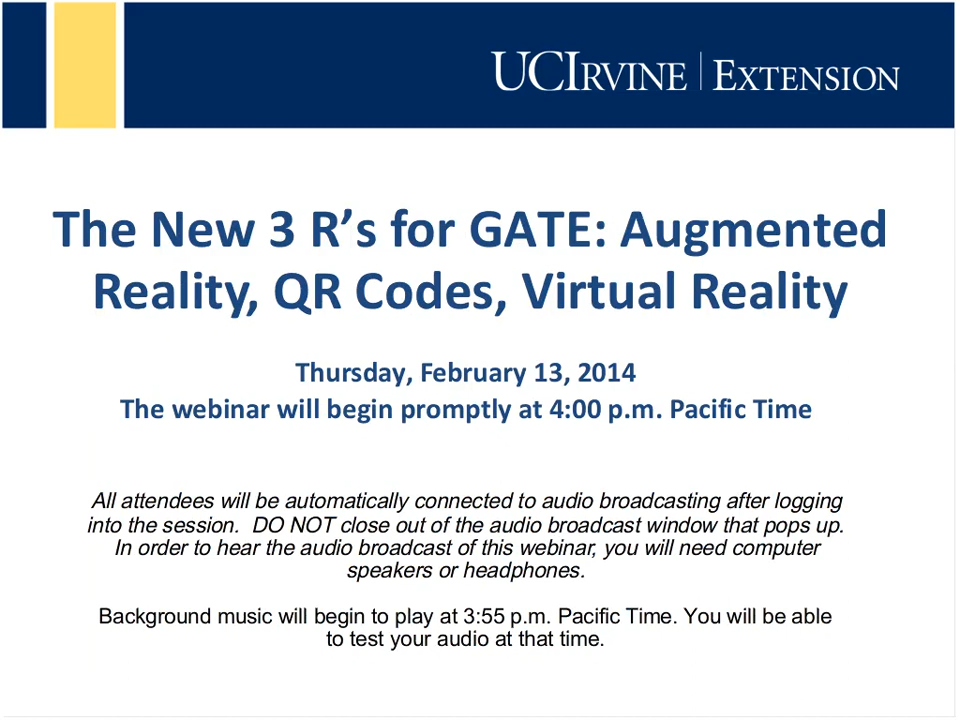 UCIRVINE | EXTENSION
The New 3 R’s for GATE: Augmented
Reality, QR Codes, Virtual Reality
Thursday, February 13, 2014
The webinar will begin promptly at 4:00 p.m. Pacific Time
All attendees will be automatically connected to audio broadcasting after logging
into the session.  DO NOT close out of the audio broadcast window that pops up.
In order to hear the audio broadcast of this webinar, you will need computer
speakers or headphones.
Background music will begin to play at 3:55 p.m. Pacific Time. You will be able
to test your audio at that time.